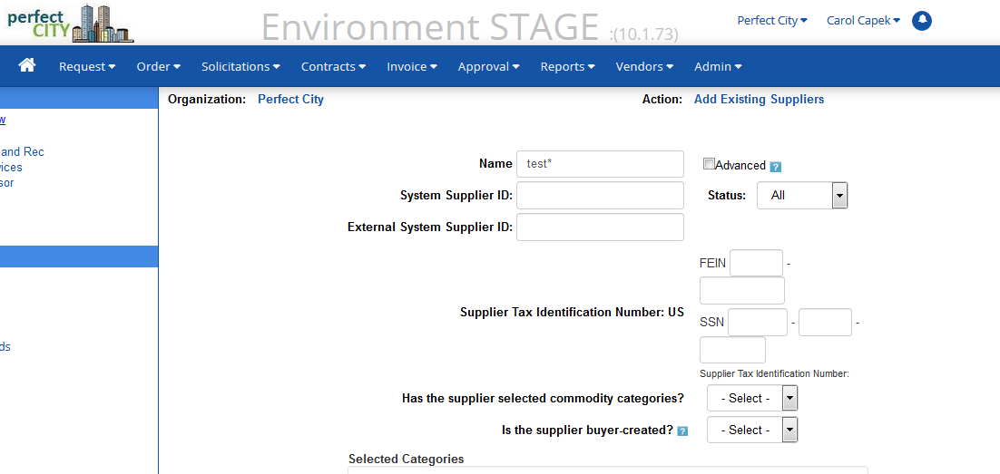 perfect
CITY
Environment STAGE :(10.1.73)
Perfect City Carol Capek
Request Order Solicitations Contracts Invoice Approval Reports Vendors Admin
Organization: Perfect City Action: Add Existing Suppliers
w
and Rec
ices
sor
ds
Name test* Advanced ?
System Supplier ID: Status: All
External System Supplier ID:
FEIN -
Supplier Tax Identification Number: US
SSN - -
Supplier Tax Identification Number:
Has the supplier selected commodity categories? - Select -
Is the supplier buyer-created? ? - Select -
Selected Categories